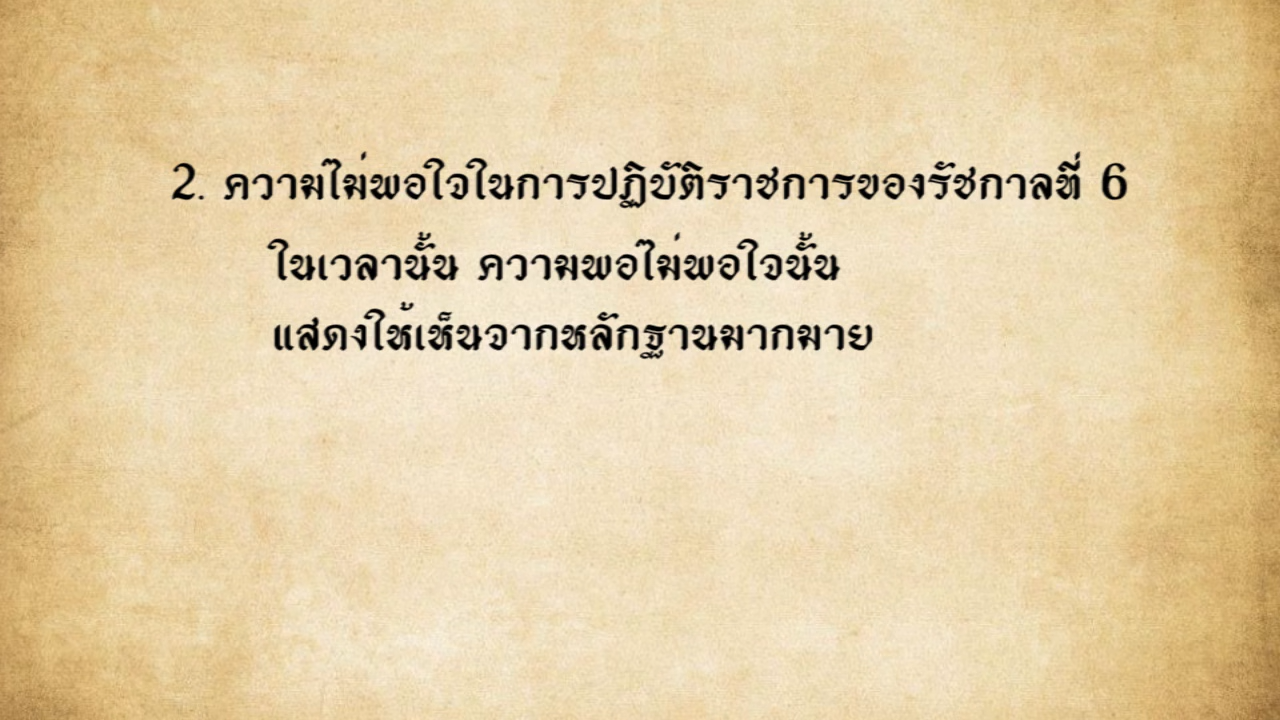 2. ความไม่พอใจในการปฏิบัติราชการของรัชกาลที่ 6
ในเวลานั้น ความพอไม่พอใจนั้น
แสดงให้เห็นจากหลักฐานมากมาย